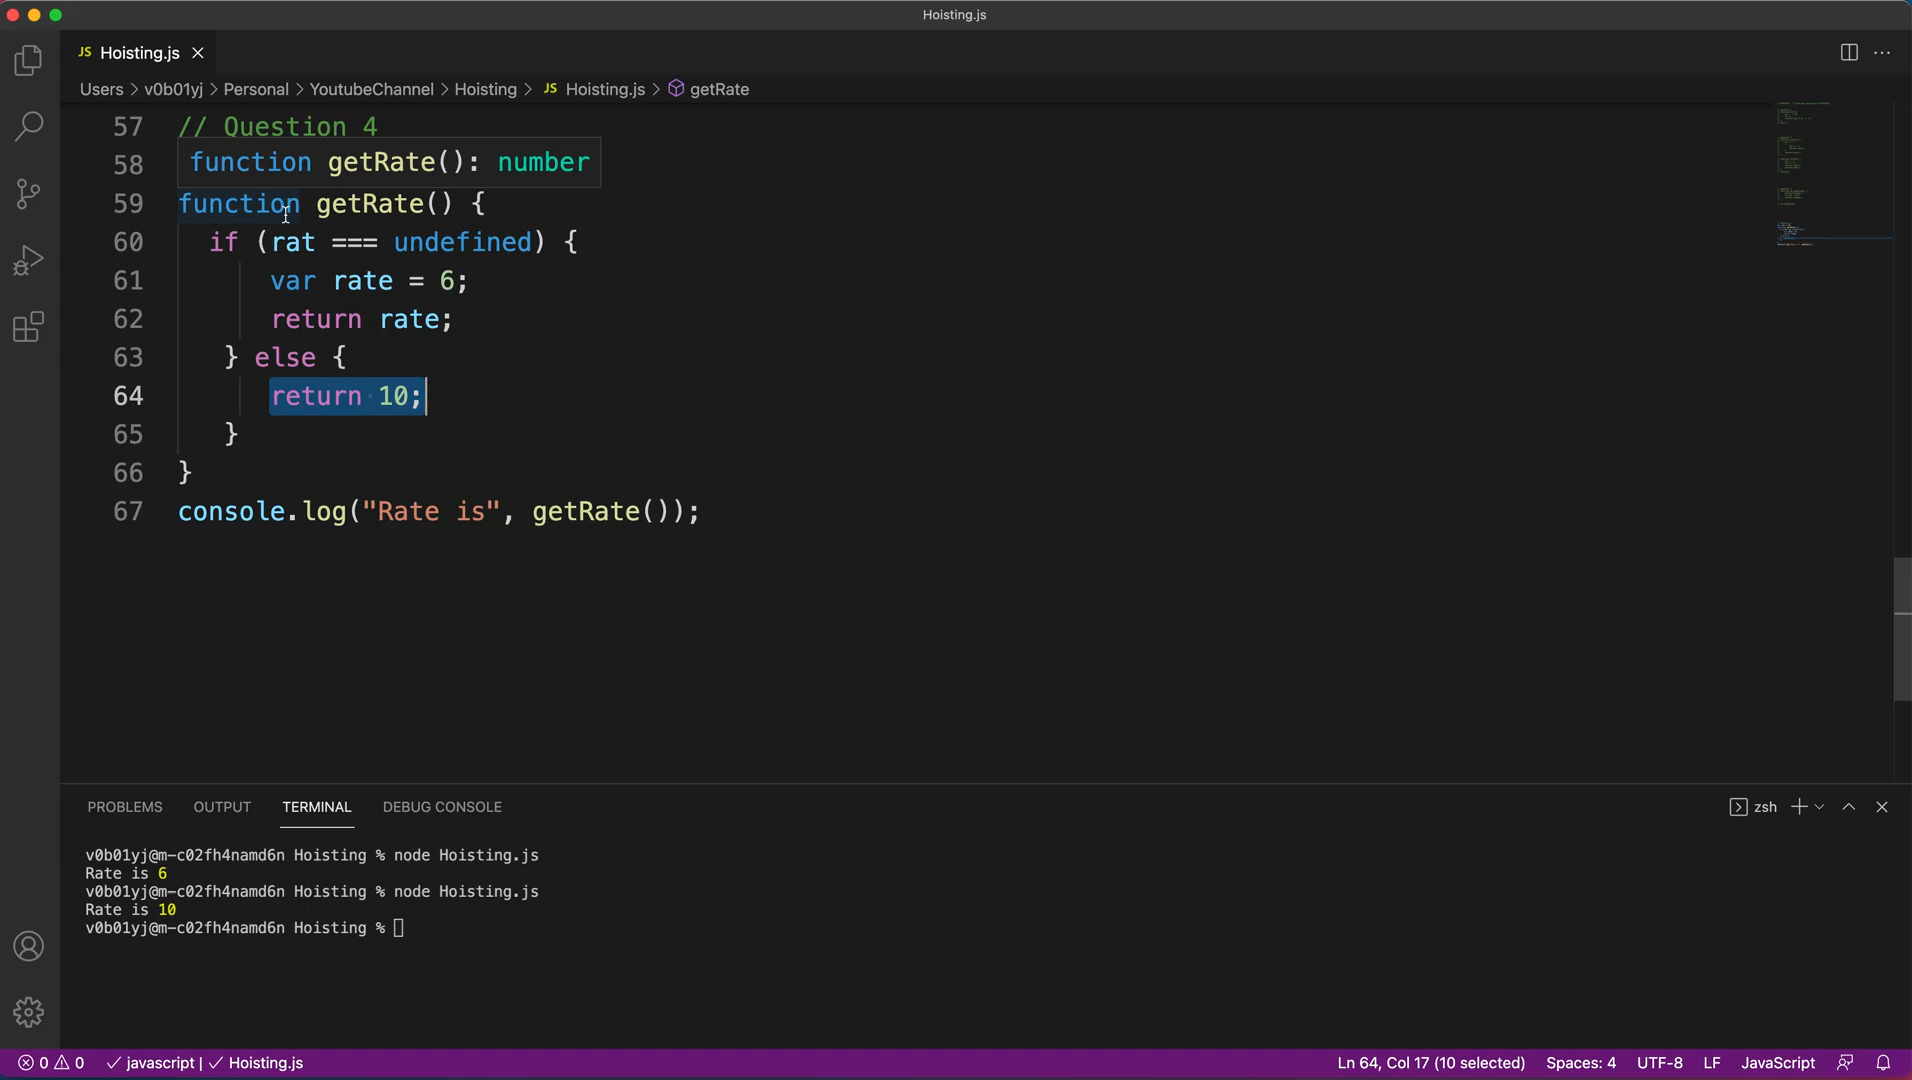 Hoisting.js
JS Hoisting.js
Users > v0b01yj > Personal > YoutubeChannel > Hoisting > JS Hoisting.js > getRate
57 // Question 4
58
function getRate(): number
59 function getRate() {
60 if (rat === undefined) {
61 var rate = 6;
62 return rate;
63 } else {
64 return 10;
65 }
66 }
67 console.log("Rate is", getRate());
PROBLEMS OUTPUT TERMINAL DEBUG CONSOLE zsh
v0b01yj@m-c02fh4namd6n Hoisting % node Hoisting.js
Rate is 6
v0b01yj@m-c02fh4namd6n Hoisting % node Hoisting.js
Rate is 10
v0b01yj@m-c02fh4namd6n Hoisting %
0 0 javascript | Hoisting.js Ln 64, Col 17 (10 selected) Spaces: 4 UTF-8 LF JavaScript